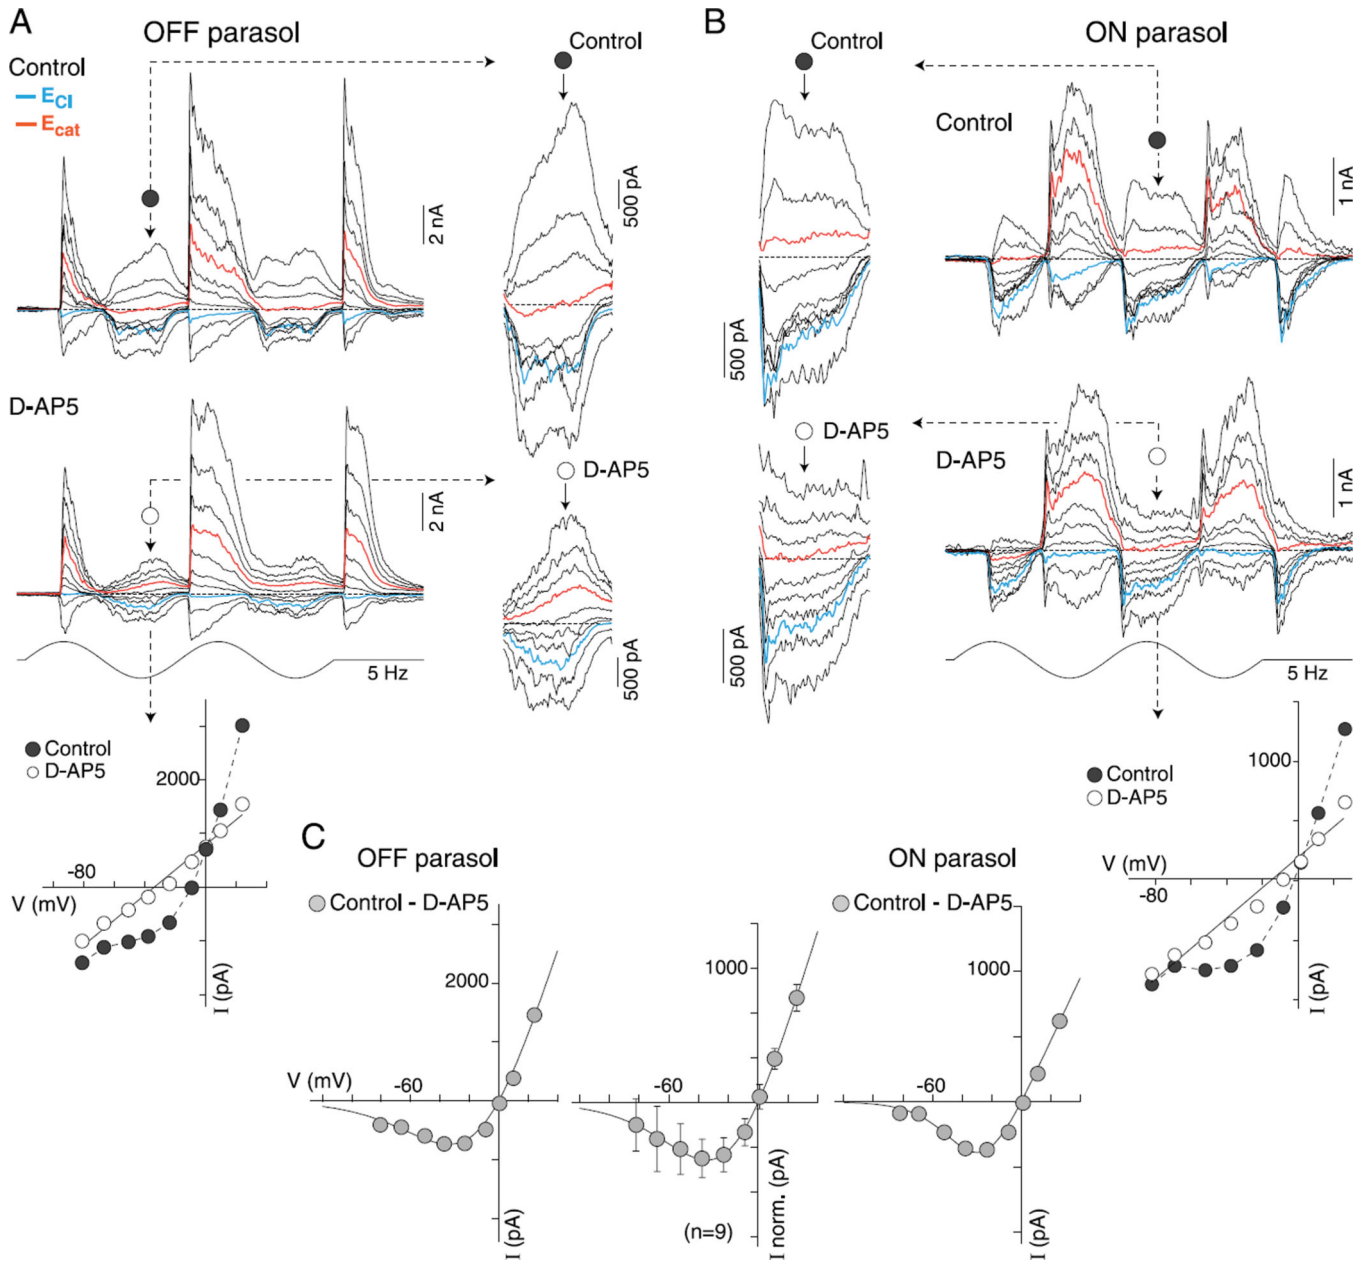 A
OFF parasol
Control
E_Cl
E_cat
2 nA
Control
500 pA
D-AP5
2 nA
D-AP5
500 pA
5 Hz
Control
D-AP5
2000
-80
V (mV)
I (pA)
B
ON parasol
Control
500 pA
Control
1 nA
D-AP5
500 pA
D-AP5
1 nA
5 Hz
Control
D-AP5
1000
V (mV)
-80
I (pA)
C
OFF parasol
Control - D-AP5
2000
V (mV)
-60
I (pA)
1000
-60
(n=9)
I norm. (pA)
ON parasol
Control - D-AP5
1000
-60
I (pA)